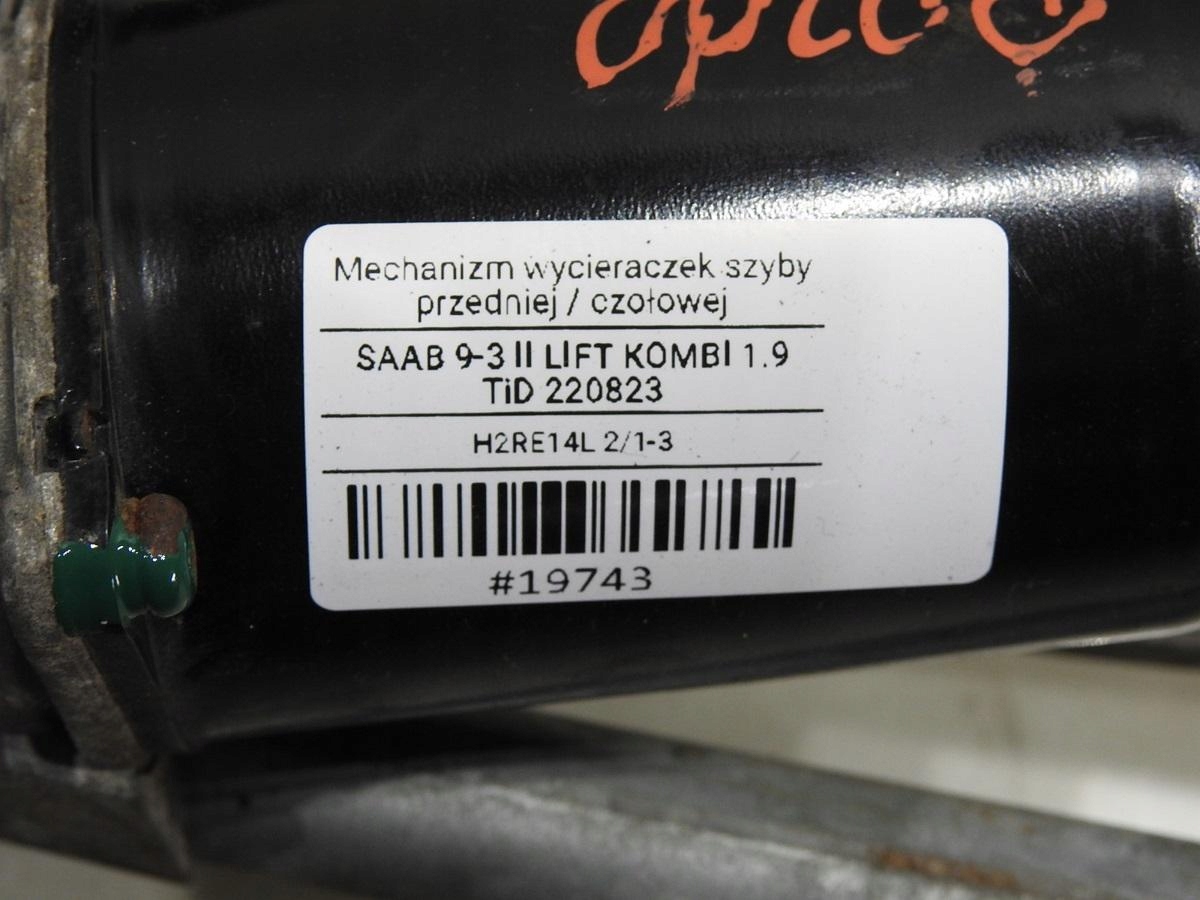 Mechanizm wycieraczek szyby
przedniej / czołowej
SAAB 9-3 II LIFT KOMBI 1.9
TiD 220823
H2RE14L 2/1-3
#19743